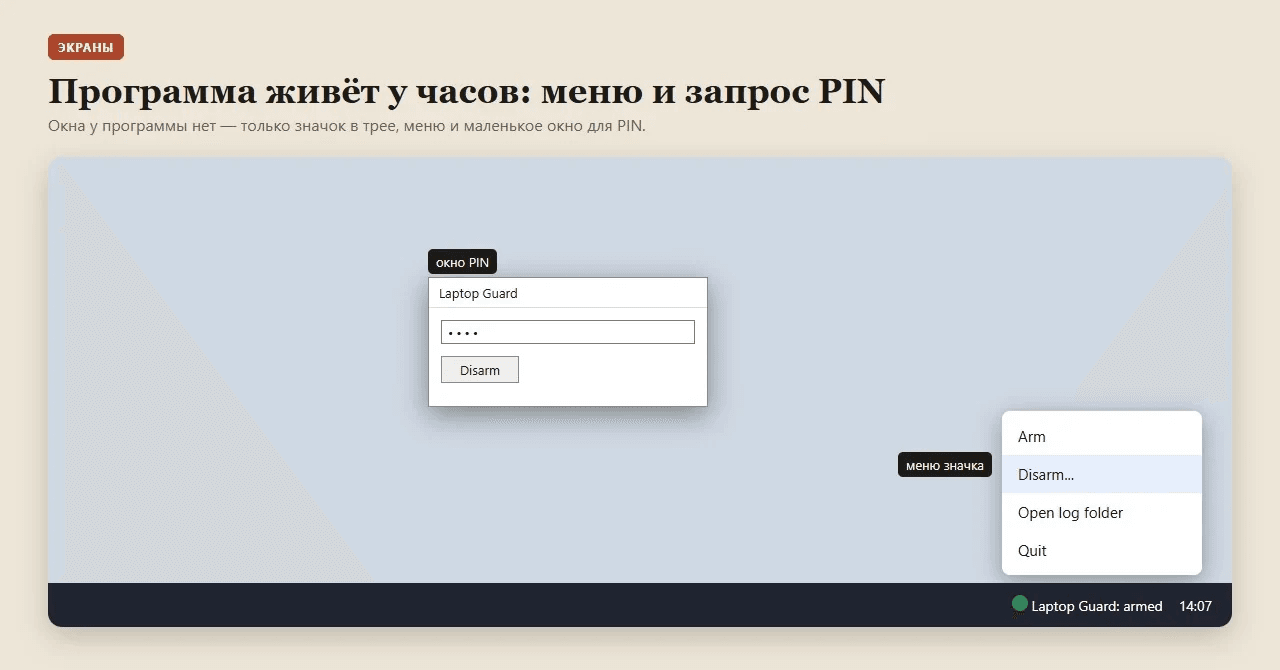 ЭКРАНЫ
Программа живёт у часов: меню и запрос PIN
Окна у программы нет — только значок в трее, меню и маленькое окно для PIN.
окно PIN
Laptop Guard
••••
Disarm
Arm
меню значка
Disarm...
Open log folder
Quit
Laptop Guard: armed
14:07